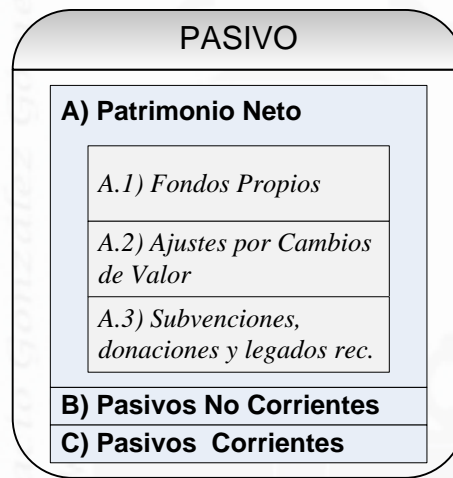 PASIVO
A) Patrimonio Neto
A.1) Fondos Propios
A.2) Ajustes por Cambios
de Valor
A.3) Subvenciones,
donaciones y legados rec.
B) Pasivos No Corrientes
C) Pasivos Corrientes